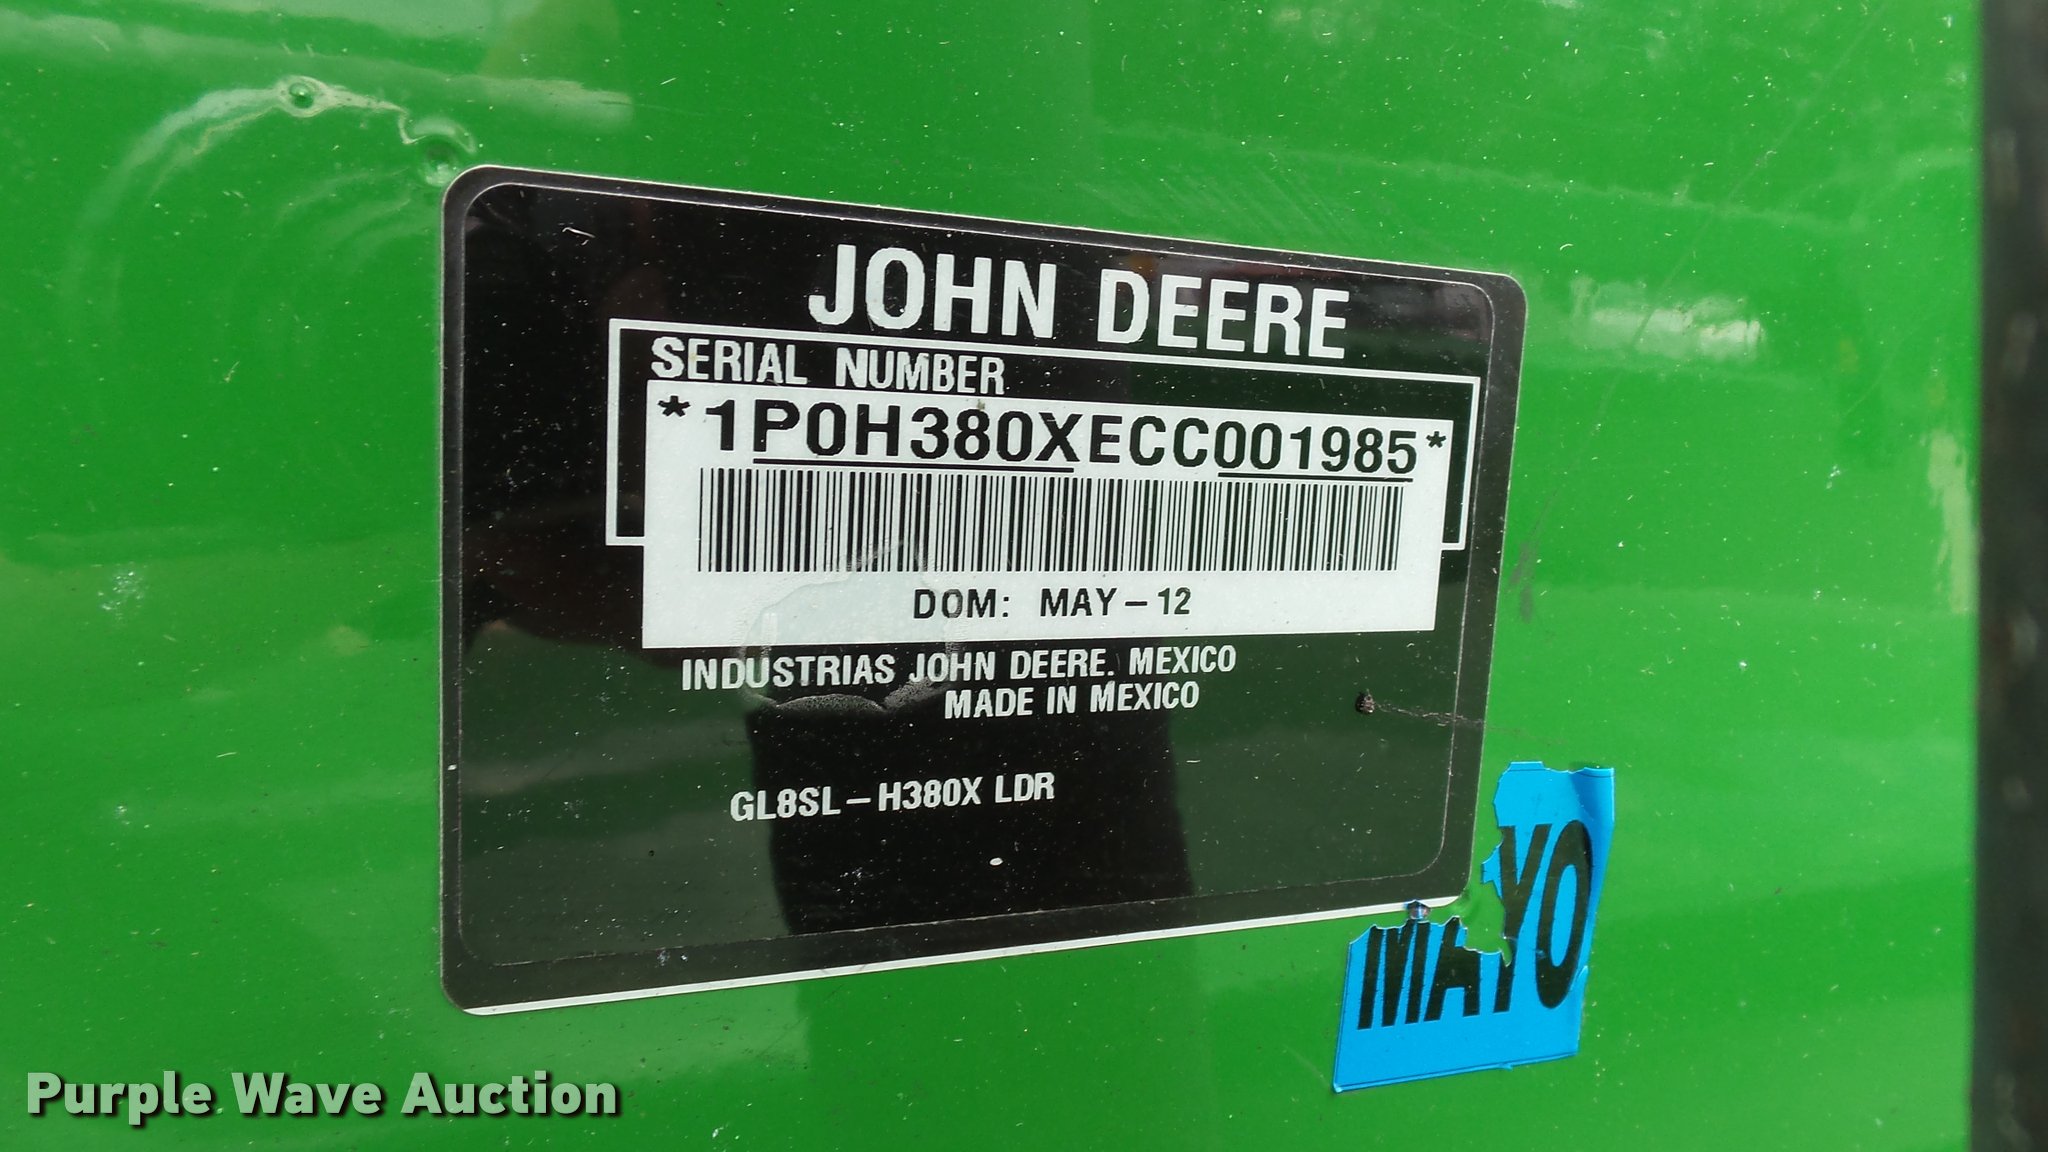 JOHN DEERE
SERIAL NUMBER
*1P0H380XECC001985*
DOM: MAY-12
INDUSTRIAS JOHN DEERE. MEXICO
MADE IN MEXICO
GL8SL-H380X LDR
MAYO
Purple Wave Auction